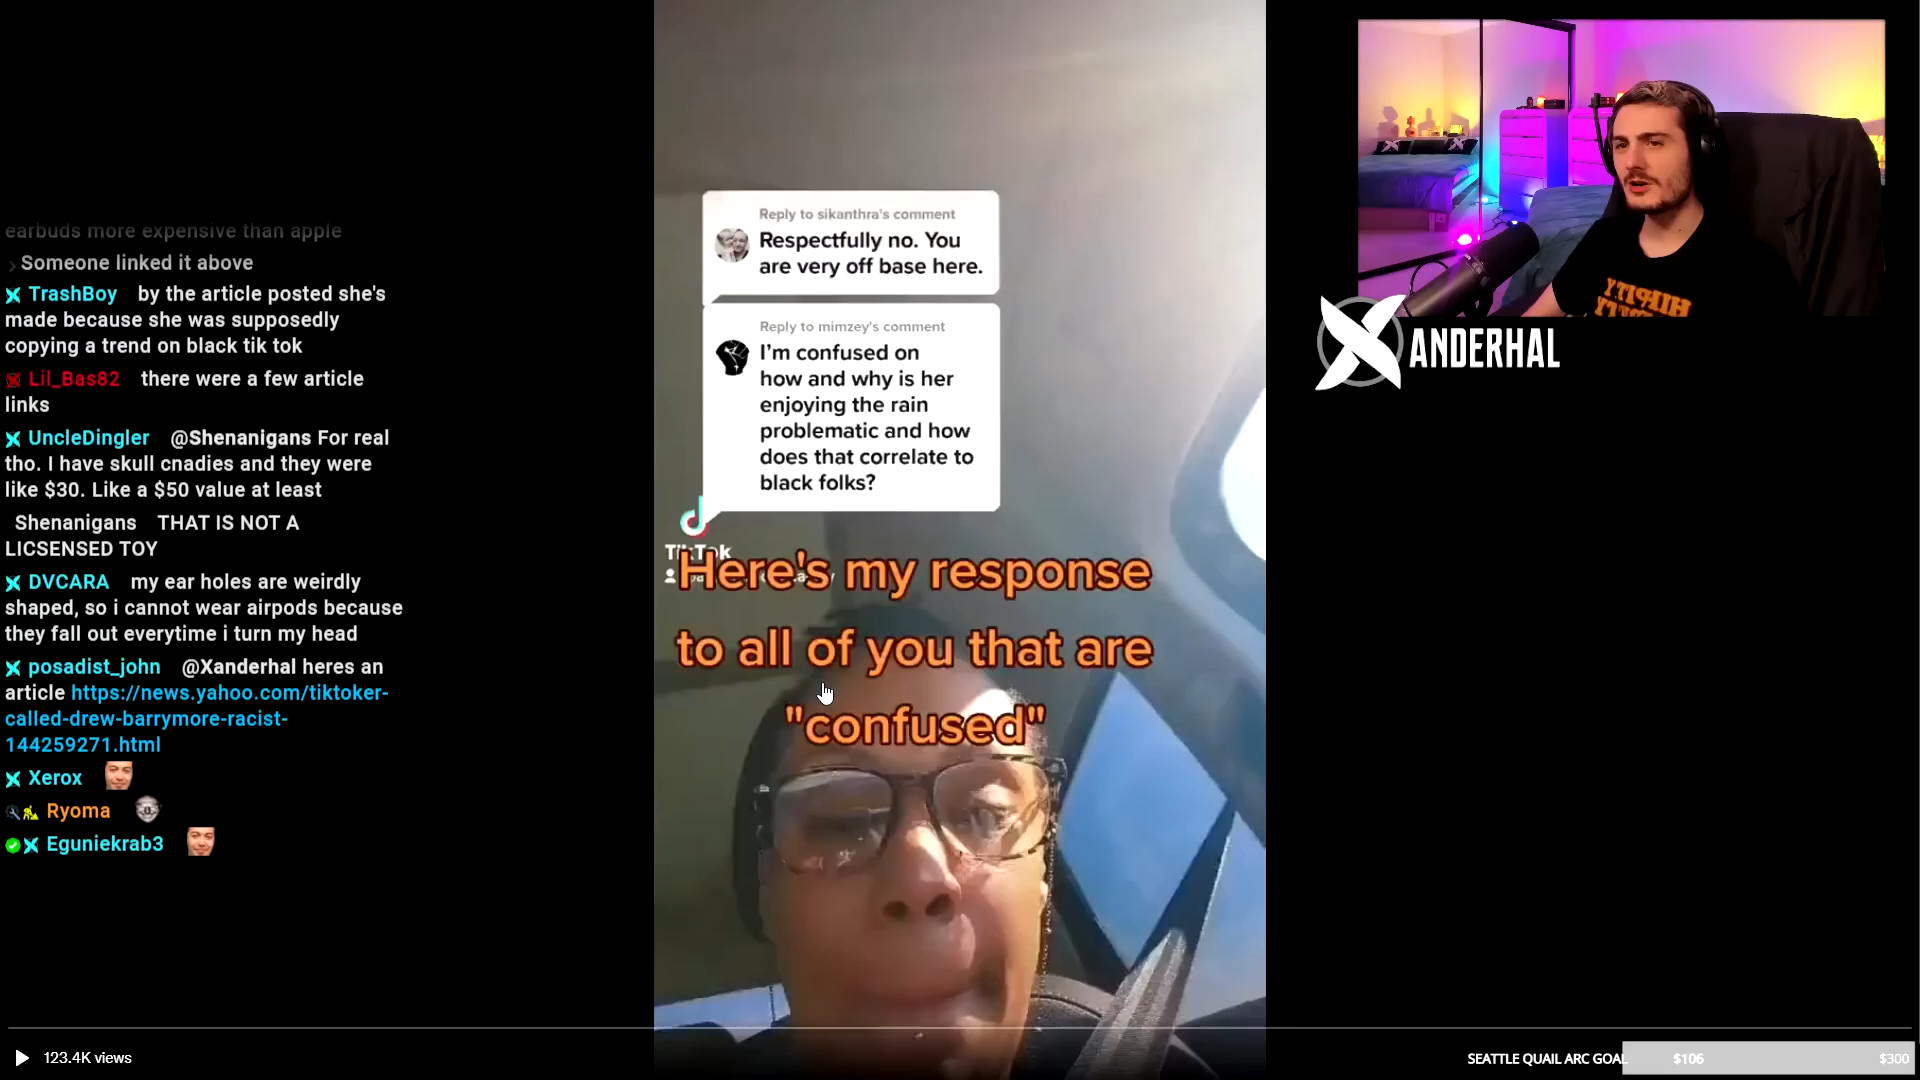 earbuds more expensive than apple
Someone linked it above
TrashBoy by the article posted she's
made because she was supposedly
copying a trend on black tik tok
Lil_Bas82 there were a few article
links
UncleDingler @Shenanigans For real
tho. I have skull cnadies and they were
like $30. Like a $50 value at least
Shenanigans THAT IS NOT A
LICSENSED TOY
DVCARA my ear holes are weirdly
shaped, so i cannot wear airpods because
they fall out everytime i turn my head
posadist_john @Xanderhal heres an
article https://news.yahoo.com/tiktoker-
called-drew-barrymore-racist-
144259271.html
Xerox
Ryoma
Eguniekrab3
Reply to sikanthra's comment
Respectfully no. You
are very off base here.
Reply to mimzey's comment
I'm confused on
how and why is her
enjoying the rain
problematic and how
does that correlate to
black folks?
TikTok
Here's my response
to all of you that are
"confused"
XANDERHAL
123.4K views
SEATTLE QUAIL ARC GOAL $106 $300